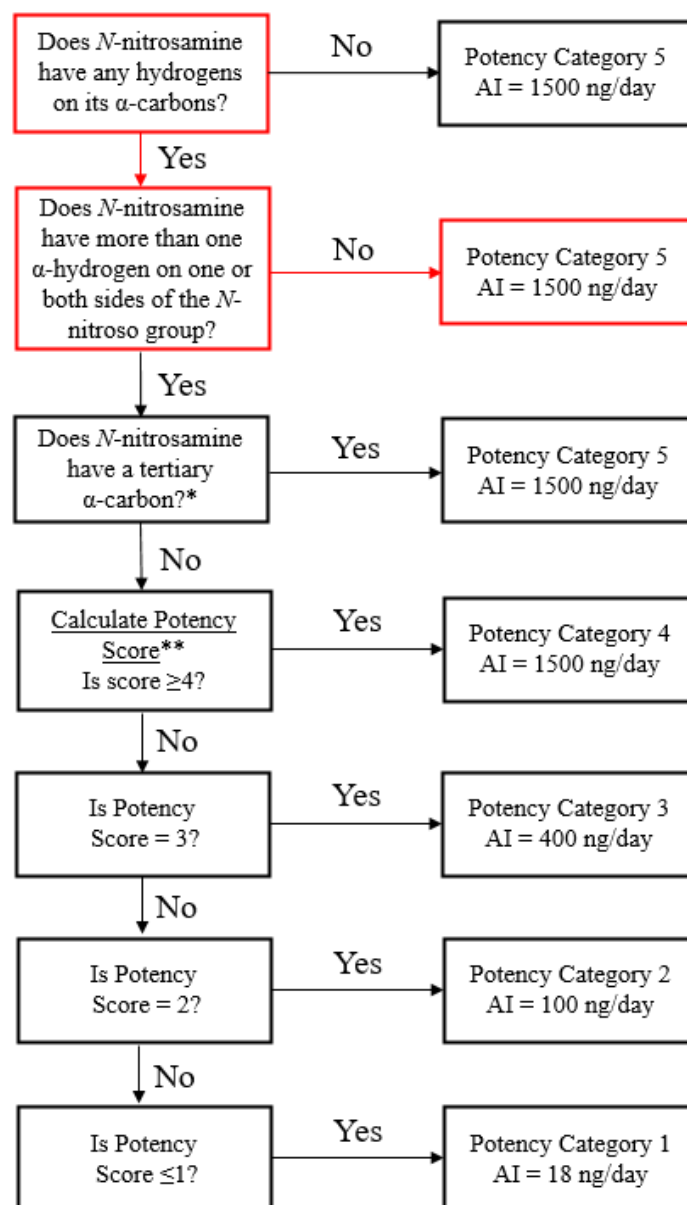 Does N-nitrosamine
have any hydrogens
on its α-carbons?
No
Potency Category 5
AI = 1500 ng/day
Yes
Does N-nitrosamine
have more than one
α-hydrogen on one or
both sides of the N-
nitroso group?
No
Potency Category 5
AI = 1500 ng/day
Yes
Does N-nitrosamine
have a tertiary
α-carbon?*
Yes
Potency Category 5
AI = 1500 ng/day
No
Calculate Potency
Score**
Is score ≥4?
Yes
Potency Category 4
AI = 1500 ng/day
No
Is Potency
Score = 3?
Yes
Potency Category 3
AI = 400 ng/day
No
Is Potency
Score = 2?
Yes
Potency Category 2
AI = 100 ng/day
No
Is Potency
Score ≤1?
Yes
Potency Category 1
AI = 18 ng/day